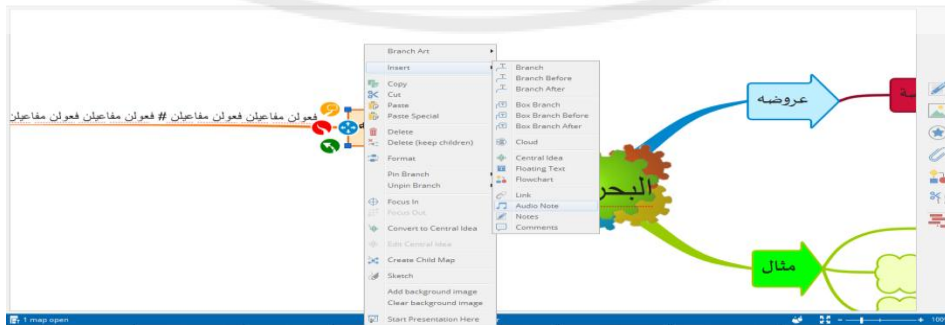 Branch Art
Insert
Copy
Cut
Paste
Paste Special
Delete
Delete (keep children)
Format
Pin Branch
Unpin Branch
Focus In
Focus Out
Convert to Central Idea
Edit Central Idea
Create Child Map
Sketch
Add background image
Clear background image
Start Presentation Here
Branch
Branch Before
Branch After
Box Branch
Box Branch Before
Box Branch After
Cloud
Central Idea
Floating Text
Flowchart
Link
Audio Note
Notes
Comments
فعولن مفاعيلن فعولن مفاعيلن # فعولن مفاعيلن فعولن مفاعيلن
عروضه
البحر
مثال
1 map open